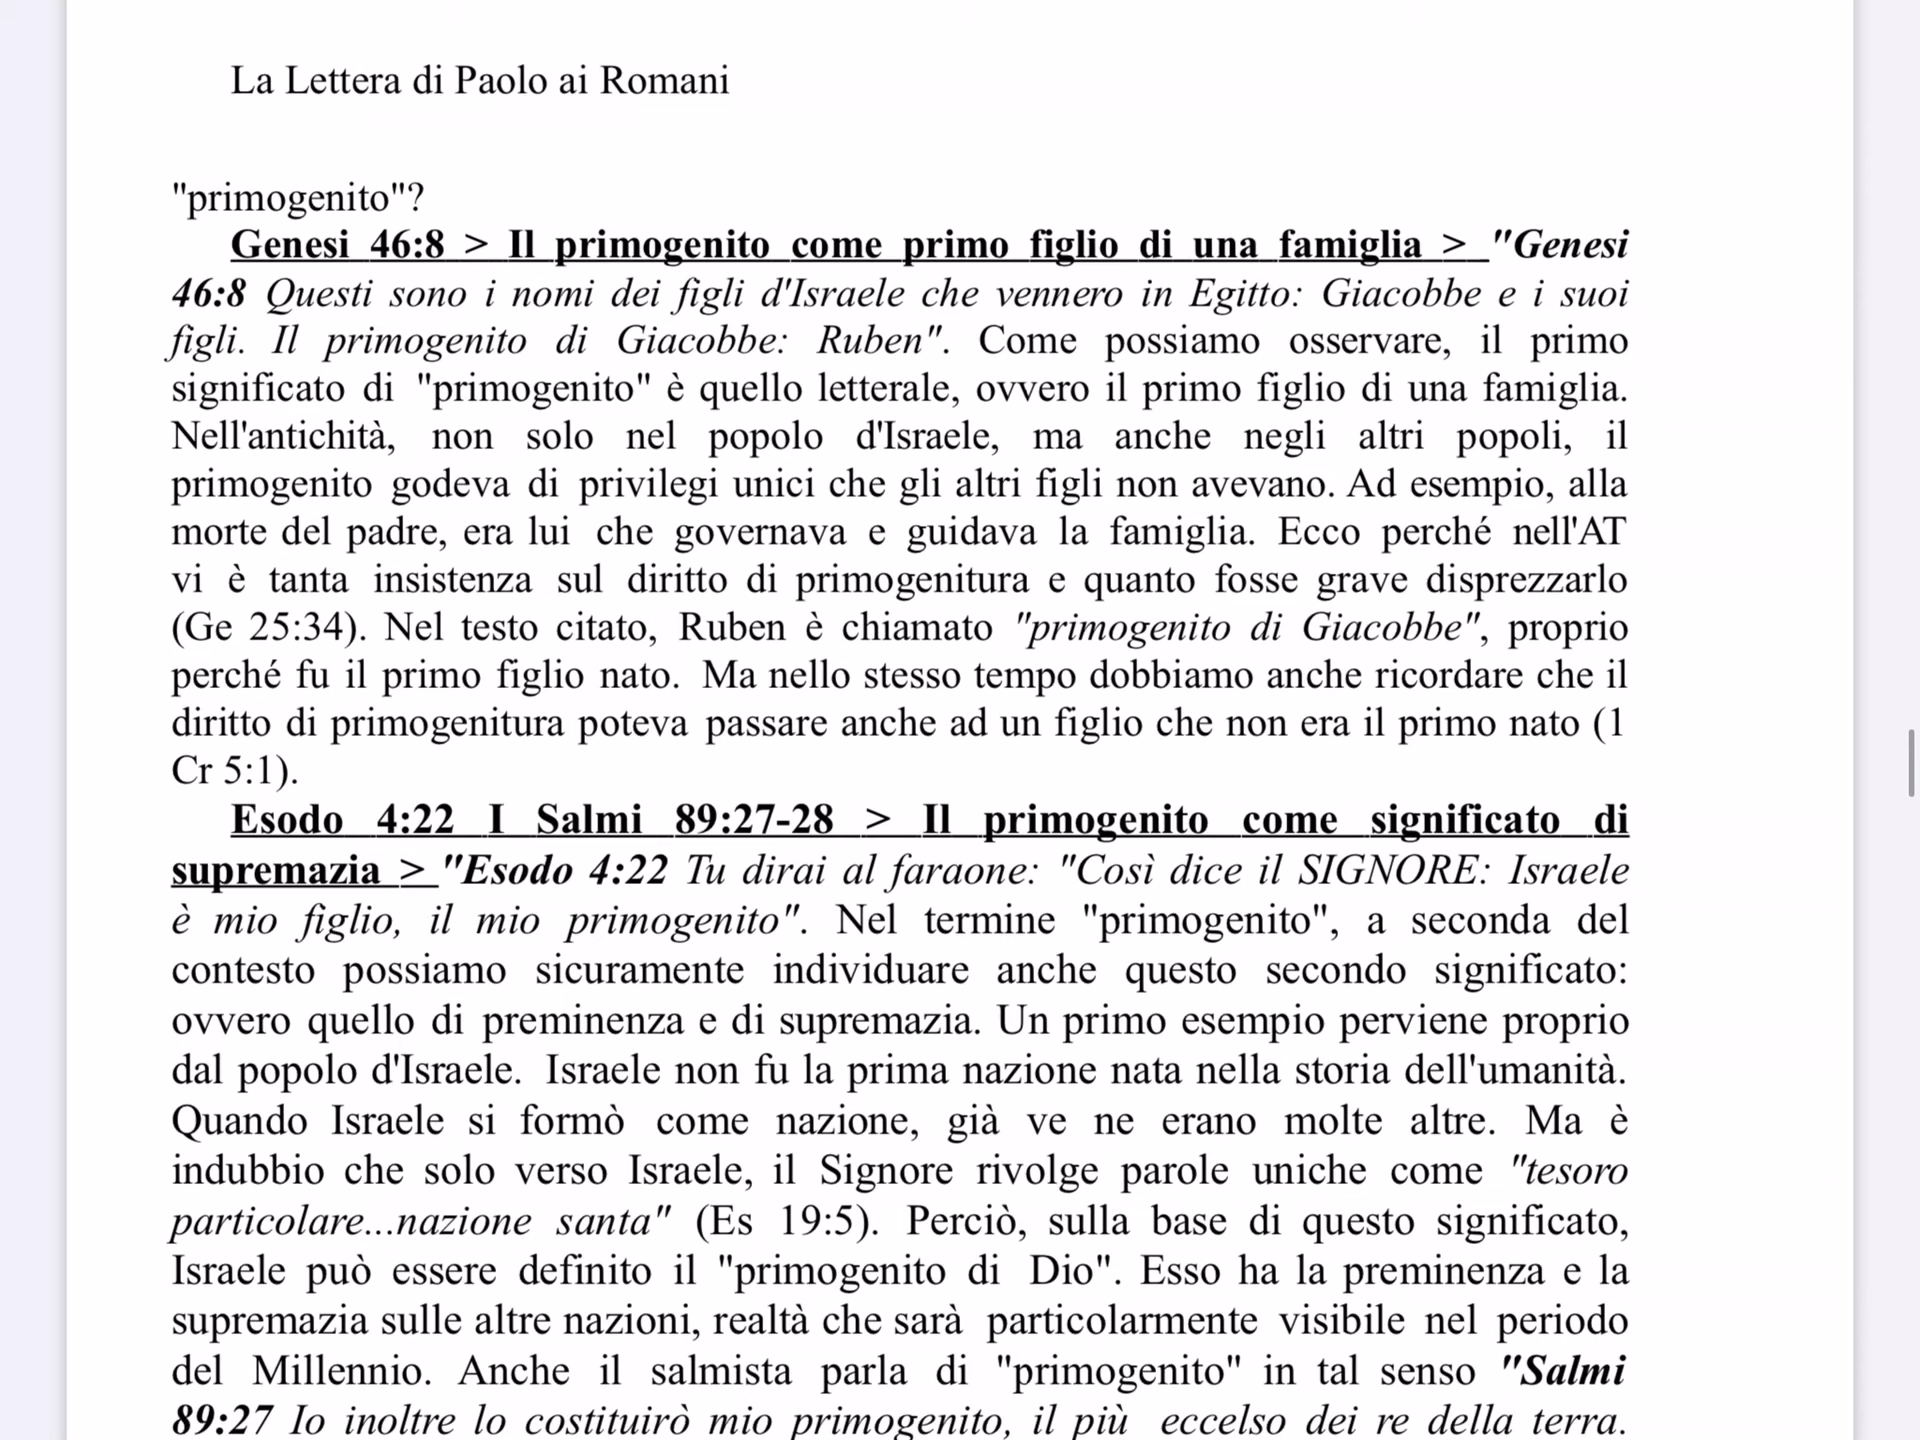 La Lettera di Paolo ai Romani
"primogenito"?
Genesi 46:8 > Il primogenito come primo figlio di una famiglia > "Genesi
46:8 Questi sono i nomi dei figli d'Israele che vennero in Egitto: Giacobbe e i suoi
figli. Il primogenito di Giacobbe: Ruben". Come possiamo osservare, il primo
significato di "primogenito" è quello letterale, ovvero il primo figlio di una famiglia.
Nell'antichità, non solo nel popolo d'Israele, ma anche negli altri popoli, il
primogenito godeva di privilegi unici che gli altri figli non avevano. Ad esempio, alla
morte del padre, era lui che governava e guidava la famiglia. Ecco perché nell'AT
vi è tanta insistenza sul diritto di primogenitura e quanto fosse grave disprezzarlo
(Ge 25:34). Nel testo citato, Ruben è chiamato "primogenito di Giacobbe", proprio
perché fu il primo figlio nato. Ma nello stesso tempo dobbiamo anche ricordare che il
diritto di primogenitura poteva passare anche ad un figlio che non era il primo nato (1
Cr 5:1).
Esodo 4:22 I Salmi 89:27-28 > Il primogenito come significato di
supremazia > "Esodo 4:22 Tu dirai al faraone: "Così dice il SIGNORE: Israele
è mio figlio, il mio primogenito". Nel termine "primogenito", a seconda del
contesto possiamo sicuramente individuare anche questo secondo significato:
ovvero quello di preminenza e di supremazia. Un primo esempio perviene proprio
dal popolo d'Israele. Israele non fu la prima nazione nata nella storia dell'umanità.
Quando Israele si formò come nazione, già ve ne erano molte altre. Ma è
indubbio che solo verso Israele, il Signore rivolge parole uniche come "tesoro
particolare...nazione santa" (Es 19:5). Perciò, sulla base di questo significato,
Israele può essere definito il "primogenito di Dio". Esso ha la preminenza e la
supremazia sulle altre nazioni, realtà che sarà particolarmente visibile nel periodo
del Millennio. Anche il salmista parla di "primogenito" in tal senso "Salmi
89:27 Io inoltre lo costituirò mio primogenito, il più eccelso dei re della terra.